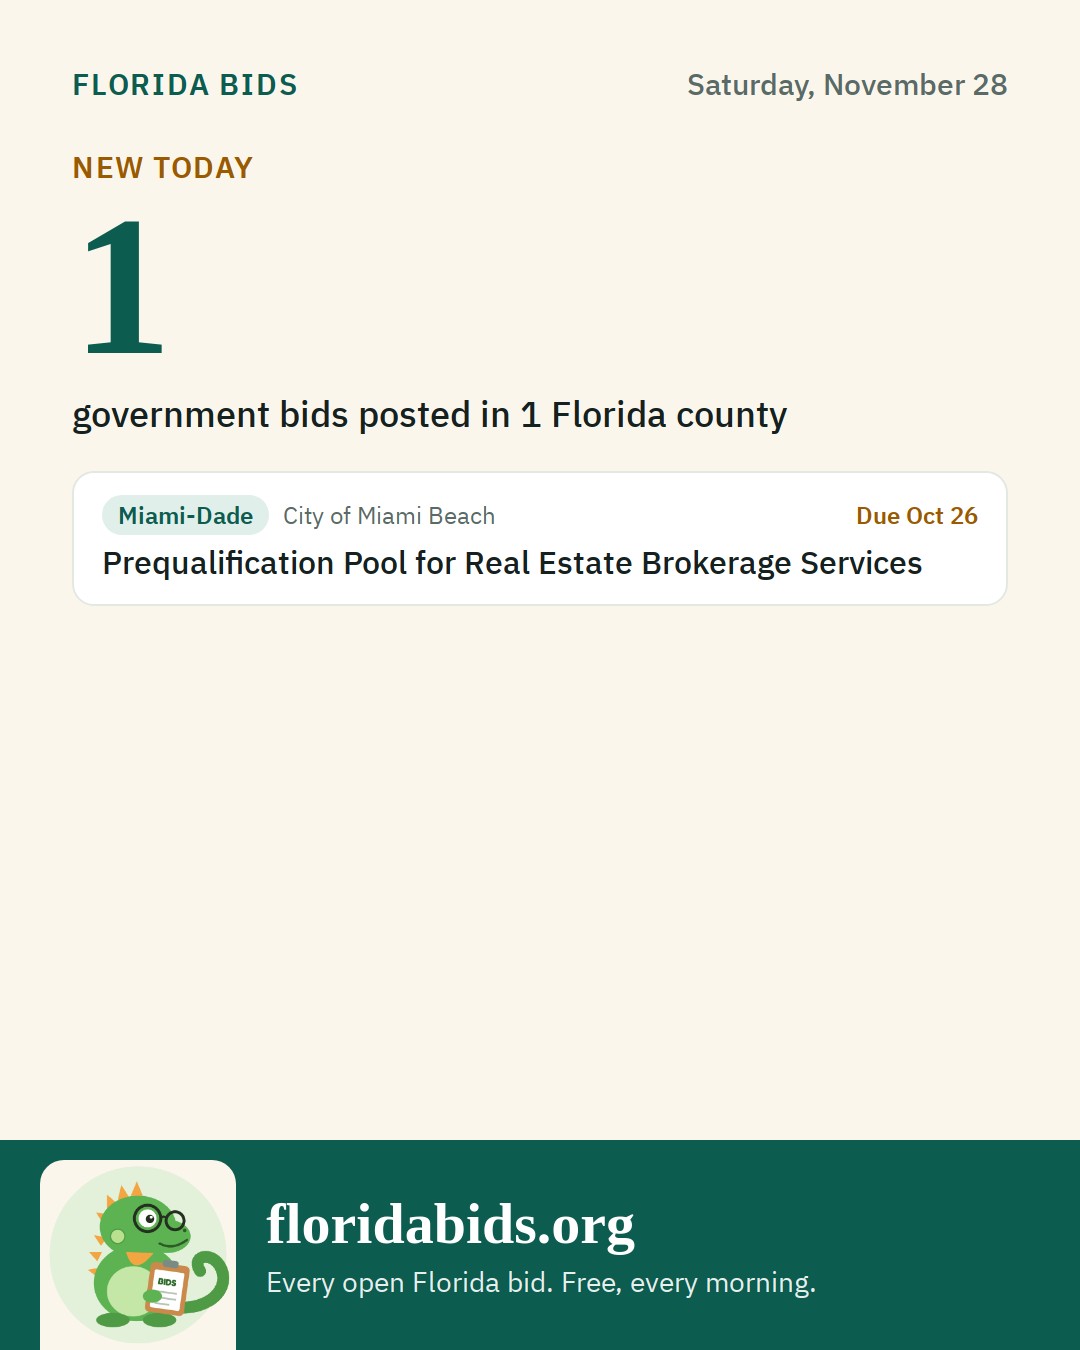 FLORIDA BIDS
Saturday, November 28
NEW TODAY
1
government bids posted in 1 Florida county
Miami-Dade City of Miami Beach Due Oct 26
Prequalification Pool for Real Estate Brokerage Services
BIDS
floridabids.org
Every open Florida bid. Free, every morning.